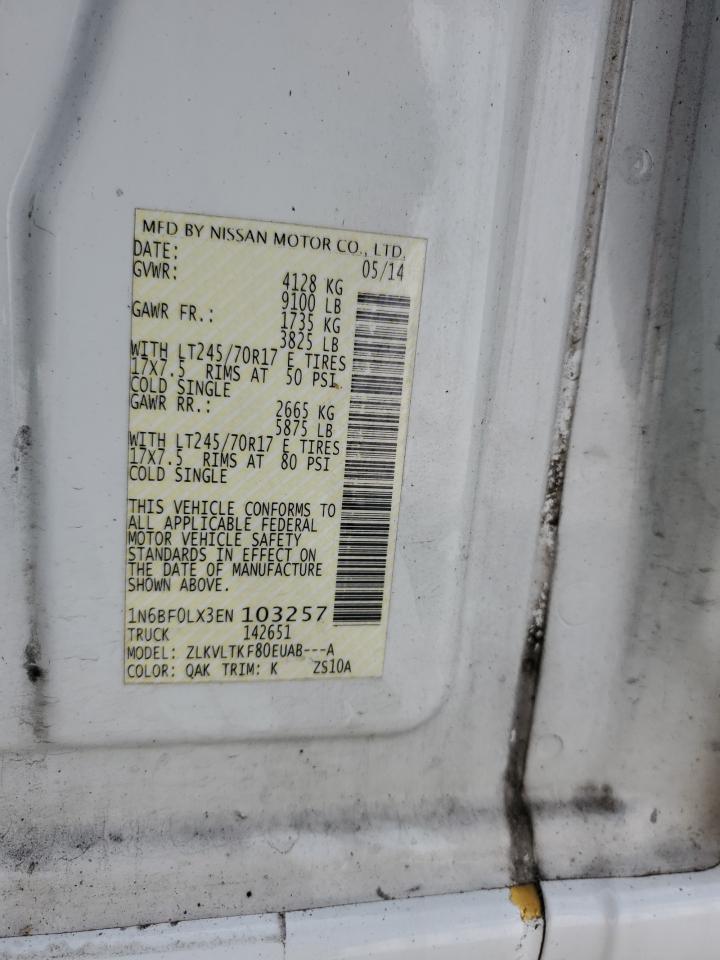 MFD BY NISSAN MOTOR CO., LTD.
DATE: 05/14
GVWR: 4128 KG
9100 LB
GAWR FR.: 1735 KG
3825 LB
WITH LT245/70R17 E TIRES
17X7.5 RIMS AT 50 PSI
COLD SINGLE
GAWR RR.: 2665 KG
5875 LB
WITH LT245/70R17 E TIRES
17X7.5 RIMS AT 80 PSI
COLD SINGLE
THIS VEHICLE CONFORMS TO
ALL APPLICABLE FEDERAL
MOTOR VEHICLE SAFETY
STANDARDS IN EFFECT ON
THE DATE OF MANUFACTURE
SHOWN ABOVE.
1N6BF0LX3EN 103257
TRUCK 142651
MODEL: ZLKVLTKF80EUAB---A
COLOR: QAK TRIM: K ZS10A